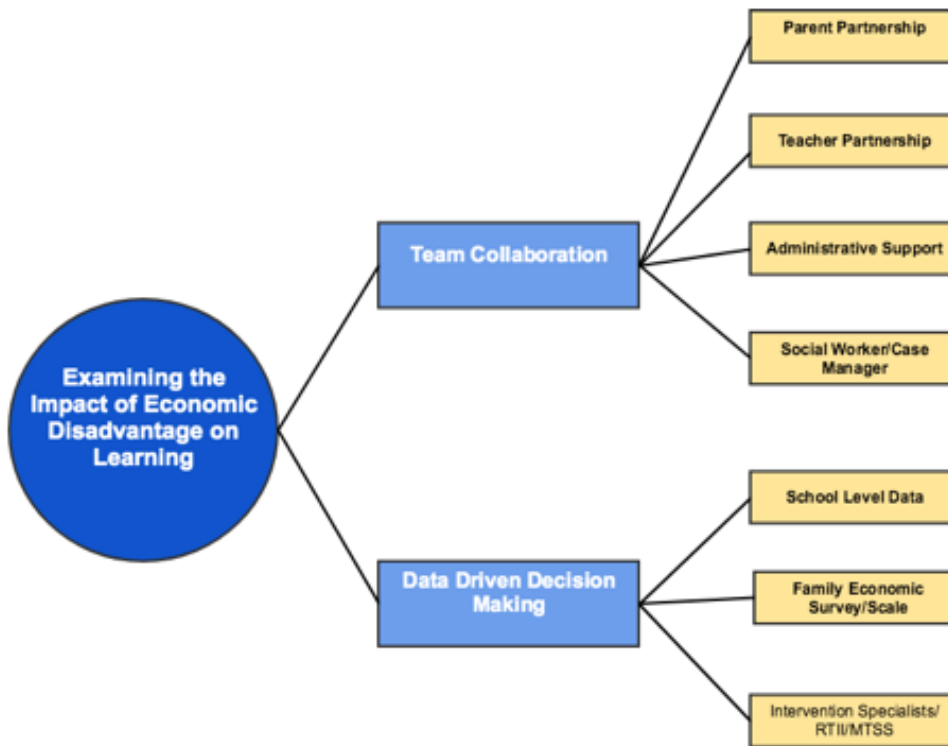 Parent Partnership
Teacher Partnership
Team Collaboration
Administrative Support
Social Worker/Case
Manager
Examining the
Impact of Economic
Disadvantage on
Learning
School Level Data
Data Driven Decision
Making
Family Economic
Survey/Scale
Intervention Specialists/
RTII/MTSS